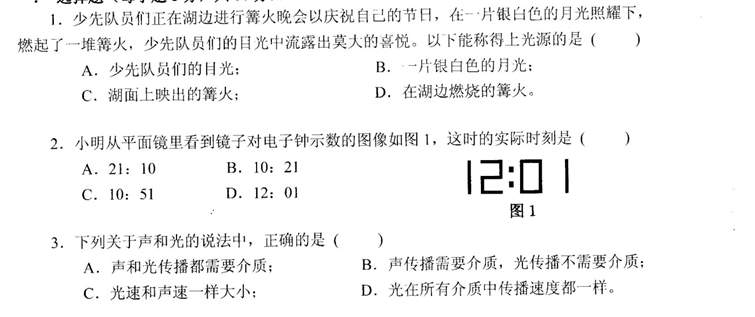 1．少先队员们正在湖边进行篝火晚会以庆祝自己的节日，在一片银白色的月光照耀下，
燃起了一堆篝火，少先队员们的目光中流露出莫大的喜悦。以下能称得上光源的是（　　）
A．少先队员们的目光；　　B．一片银白色的月光；
C．湖面上映出的篝火；　　D．在湖边燃烧的篝火。
2．小明从平面镜里看到镜子对电子钟示数的图像如图1，这时的实际时刻是（　　）
A．21：10　　B．10：21
C．10：51　　D．12：01
12:01
图1
3．下列关于声和光的说法中，正确的是（　　）
A．声和光传播都需要介质；　　B．声传播需要介质，光传播不需要介质；
C．光速和声速一样大小；　　D．光在所有介质中传播速度都一样。